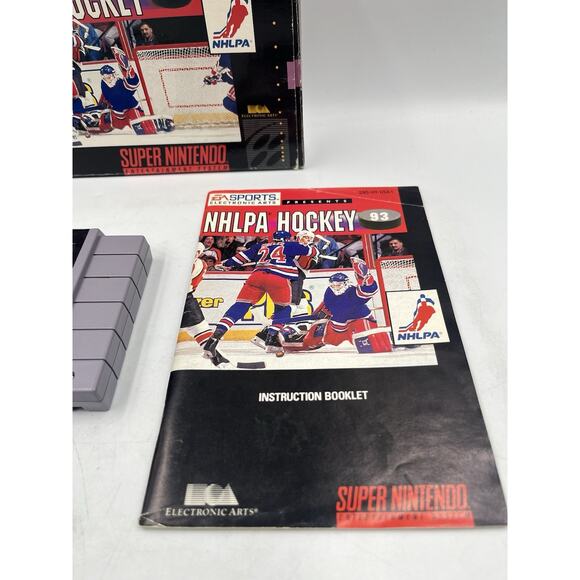 OCKEY
NHLPA
ELECTRONIC ARTS
SUPER NINTENDO
ENTERTAINMENT SYSTEM
EA SPORTS
ELECTRONIC ARTS
PRESENTS
NHLPA HOCKEY 93
24
NHLPA
INSTRUCTION BOOKLET
ELECTRONIC ARTS®
SUPER NINTENDO
ENTERTAINMENT SYSTEM